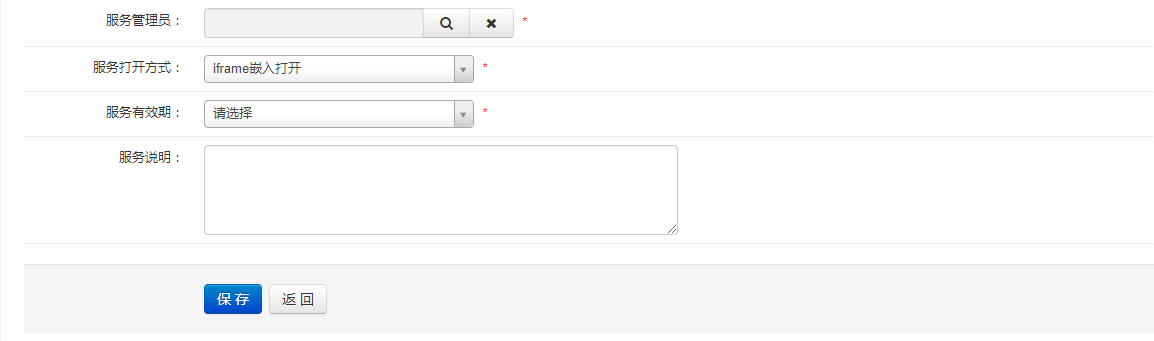 服务管理员： *
服务打开方式： iframe嵌入打开 *
服务有效期： 请选择 *
服务说明：
保 存 返 回